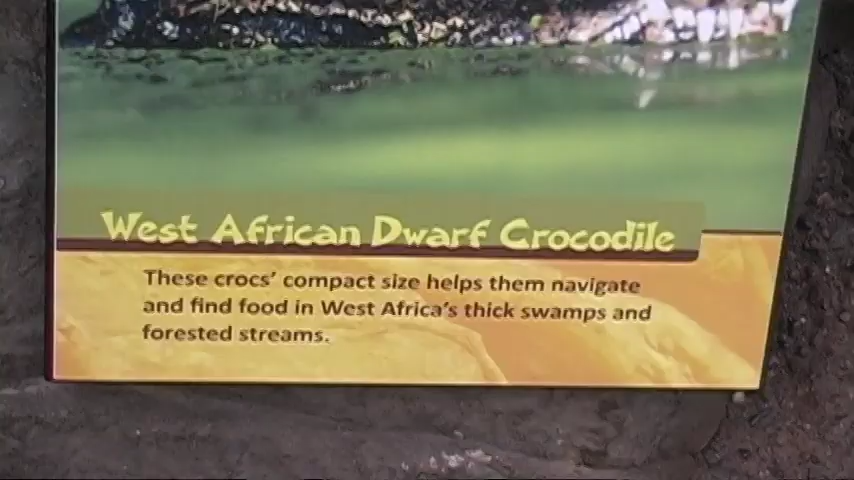 West African Dwarf Crocodile
These crocs' compact size helps them navigate
and find food in West Africa's thick swamps and
forested streams.